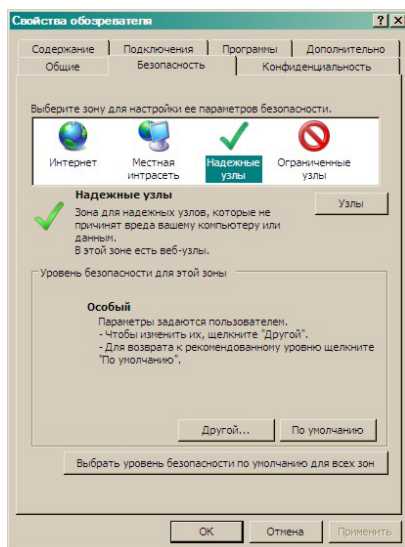 Свойства обозревателя
Содержание Подключения Программы Дополнительно
Общие Безопасность Конфиденциальность
Выберите зону для настройки ее параметров безопасности.
Интернет Местная интрасеть Надежные узлы Ограниченные узлы
Надежные узлы
Узлы
Зона для надежных узлов, которые не
причинят вреда вашему компьютеру или
данным.
В этой зоне есть веб-узлы.
Уровень безопасности для этой зоны
Особый
Параметры задаются пользователем.
- Чтобы изменить их, щелкните "Другой".
- Для возврата к рекомендованному уровню щелкните
"По умолчанию".
Другой... По умолчанию
Выбрать уровень безопасности по умолчанию для всех зон
OK Отмена Применить